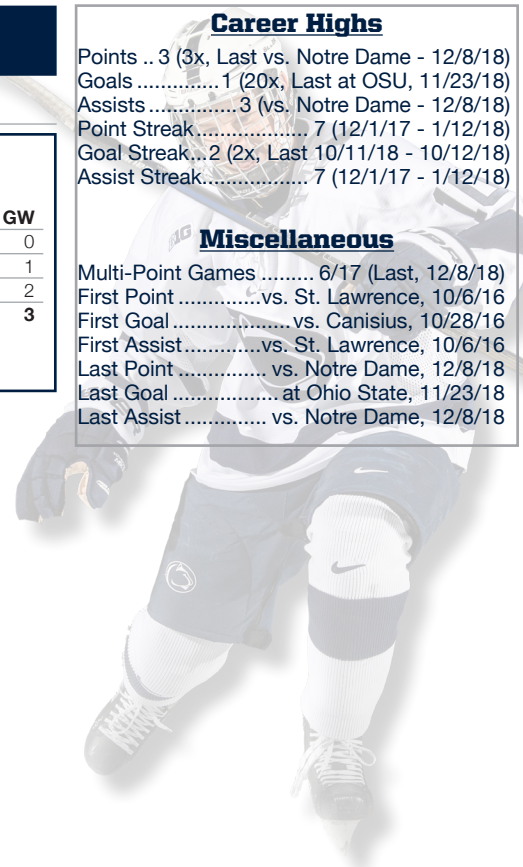 Career Highs
Points .. 3 (3x, Last vs. Notre Dame - 12/8/18)
Goals .............1 (20x, Last at OSU, 11/23/18)
Assists..............3 (vs. Notre Dame - 12/8/18)
Point Streak.................. 7 (12/1/17 - 1/12/18)
Goal Streak...2 (2x, Last 10/11/18 - 10/12/18)
Assist Streak................. 7 (12/1/17 - 1/12/18)
GW
0
1
2
3
Miscellaneous
Multi-Point Games ......... 6/17 (Last, 12/8/18)
First Point .............vs. St. Lawrence, 10/6/16
First Goal...................vs. Canisius, 10/28/16
First Assist.............vs. St. Lawrence, 10/6/16
Last Point .............. vs. Notre Dame, 12/8/18
Last Goal ................. at Ohio State, 11/23/18
Last Assist............. vs. Notre Dame, 12/8/18